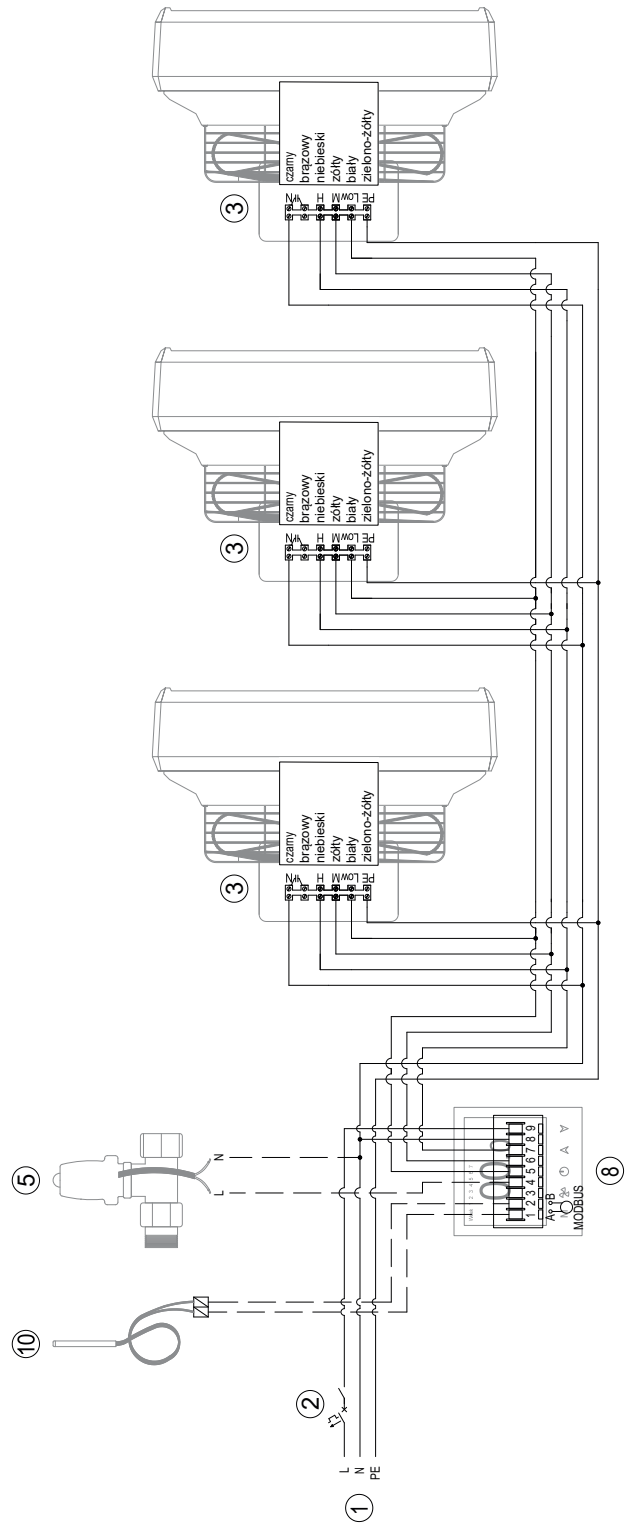 10
5
L
N
3
czarny
brązowy
niebieski
żółty
biały
zielono-żółty
N
H
M
Low
PE
3
czarny
brązowy
niebieski
żółty
biały
zielono-żółty
N
H
M
Low
PE
3
czarny
brązowy
niebieski
żółty
biały
zielono-żółty
N
H
M
Low
PE
2
1
L
N
PE
1 2 3 4 5 6 7 8 9
A B
MODBUS
8